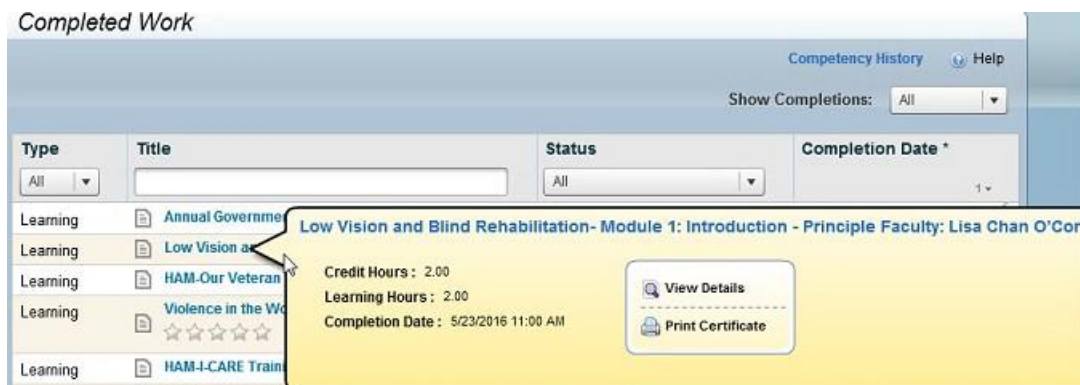 Completed Work
Competency History Help
Show Completions: All
Type Title Status Completion Date *
All All 1
Learning Annual Governme
Low Vision and Blind Rehabilitation- Module 1: Introduction - Principle Faculty: Lisa Chan O'Cor
Learning Low Vision a
Credit Hours : 2.00
View Details
Learning HAM-Our Veteran
Learning Hours : 2.00
Learning Violence in the Wo
Completion Date : 5/23/2016 11:00 AM
Print Certificate
Learning HAM-I-CARE Traini